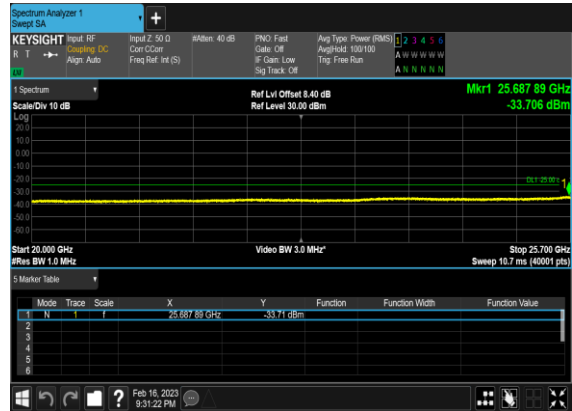 Spectrum Analyzer 1
Swept SA
+
KEYSIGHT Input: RF Input Z: 50 Ω #Atten: 40 dB PNO: Fast Avg Type: Power (RMS) 1 2 3 4 5 6
R T Coupling: DC Corr CCorr Gate: Off Avg|Hold: 100/100 A W W W W W
Align: Auto Freq Ref: Int (S) IF Gain: Low Trig: Free Run
Sig Track: Off A N N N N N
1 Spectrum Ref Lvl Offset 8.40 dB Mkr1 25.687 89 GHz
Scale/Div 10 dB Ref Level 30.00 dBm -33.706 dBm
Log
20.0
10.0
0.00
-10.0
-20.0
DL1 -25.00
-30.0
1
-40.0
-50.0
-60.0
Start 20.000 GHz Video BW 3.0 MHz* Stop 25.700 GHz
#Res BW 1.0 MHz Sweep 10.7 ms (40001 pts)
5 Marker Table
Mode Trace Scale X Y Function Function Width Function Value
1 N 1 f 25.687 89 GHz -33.71 dBm
2
3
4
5
6
? Feb 16, 2023
9:31:22 PM